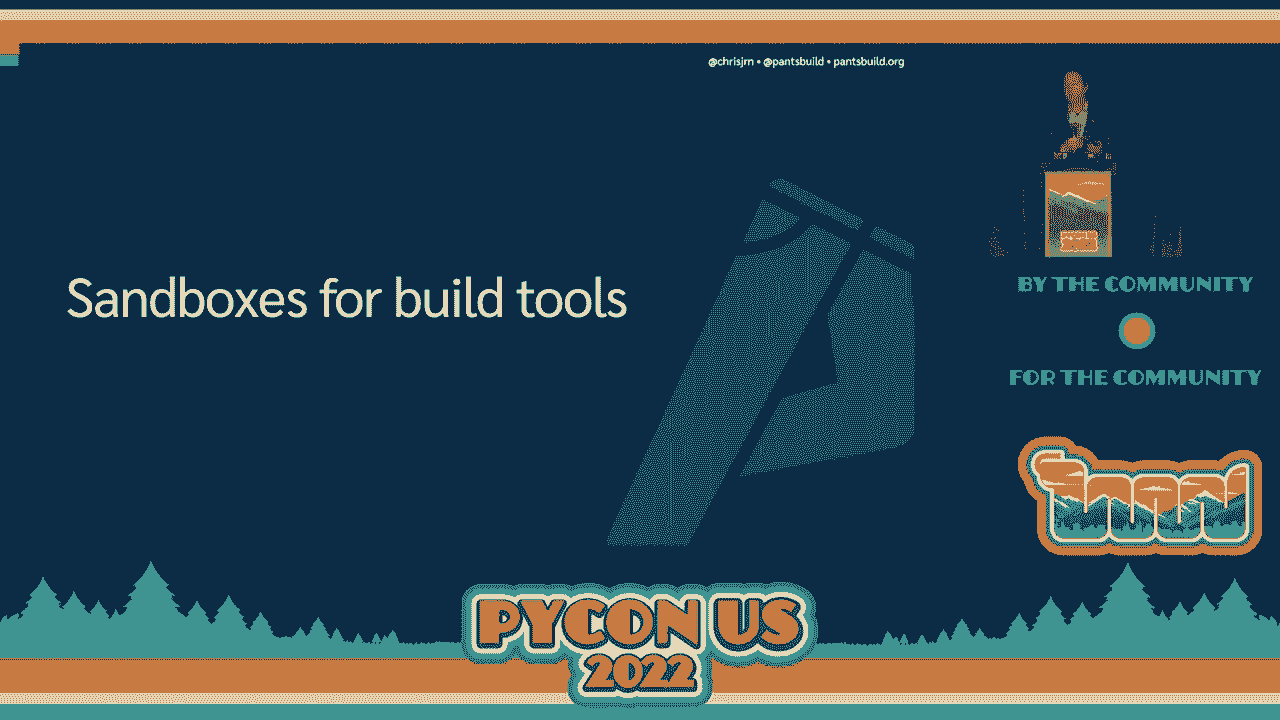 @chrisjrn • @pantsbuild • pantsbuild.org
Sandboxes for build tools
BY THE COMMUNITY
FOR THE COMMUNITY
PYCON US
2022